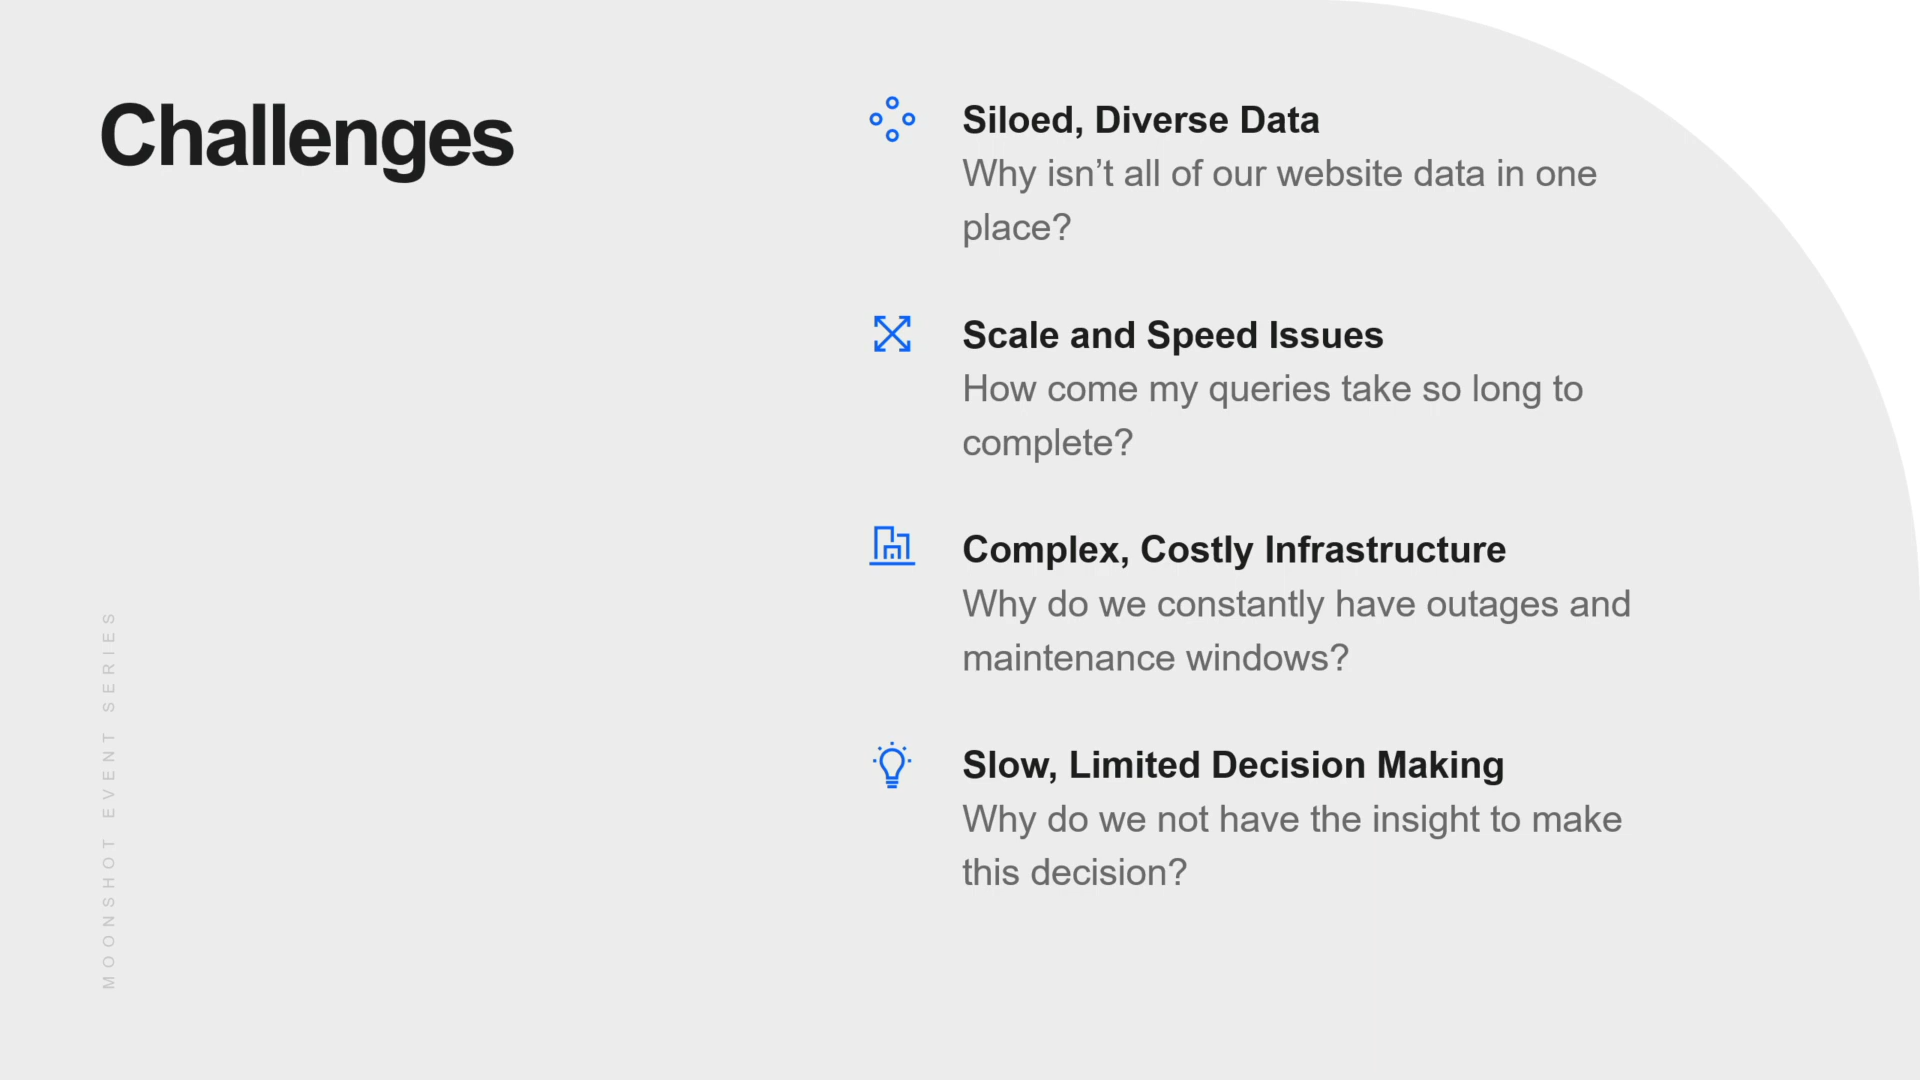 Challenges
Siloed, Diverse Data
Why isn’t all of our website data in one
place?
Scale and Speed Issues
How come my queries take so long to
complete?
Complex, Costly Infrastructure
Why do we constantly have outages and
maintenance windows?
Slow, Limited Decision Making
Why do we not have the insight to make
this decision?
MOONSHOT EVENT SERIES